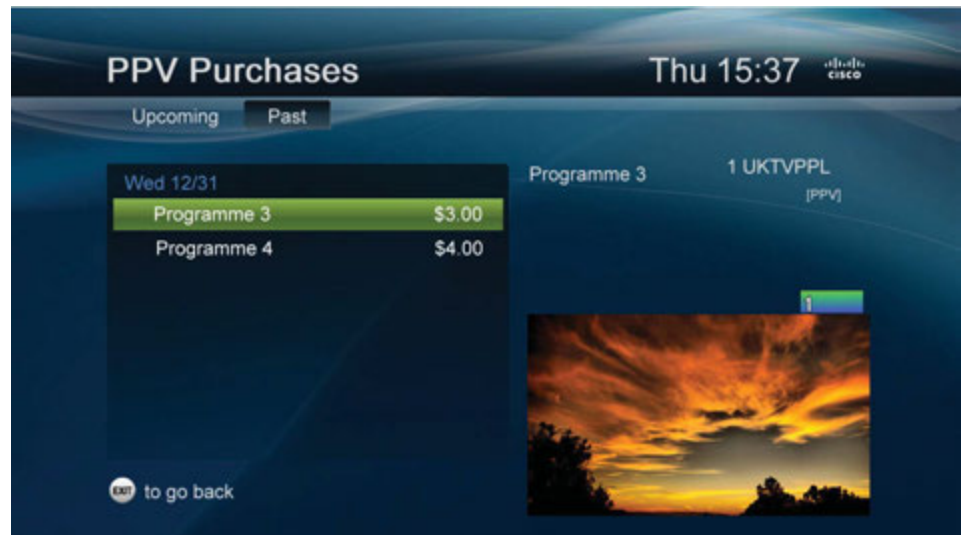 PPV Purchases
Thu 15:37
cisco
Upcoming
Past
Wed 12/31
Programme 3 $3.00
Programme 4 $4.00
Programme 3
1 UKTVPPL
[PPV]
1
EXIT to go back